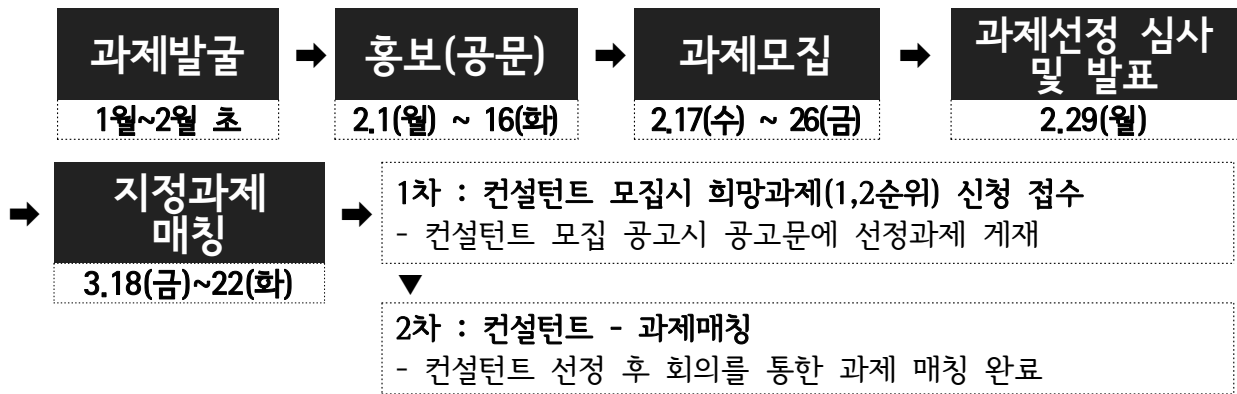 과제발굴 ➡ 홍보(공문) ➡ 과제모집 ➡ 과제선정 심사
및 발표
1월~2월 초 2.1(월) ~ 16(화) 2.17(수) ~ 26(금) 2.29(월)
➡ 지정과제
매칭
3.18(금)~22(화)
➡ 1차 : 컨설턴트 모집시 희망과제(1,2순위) 신청 접수
- 컨설턴트 모집 공고시 공고문에 선정과제 게재
▼
2차 : 컨설턴트 - 과제매칭
- 컨설턴트 선정 후 회의를 통한 과제 매칭 완료